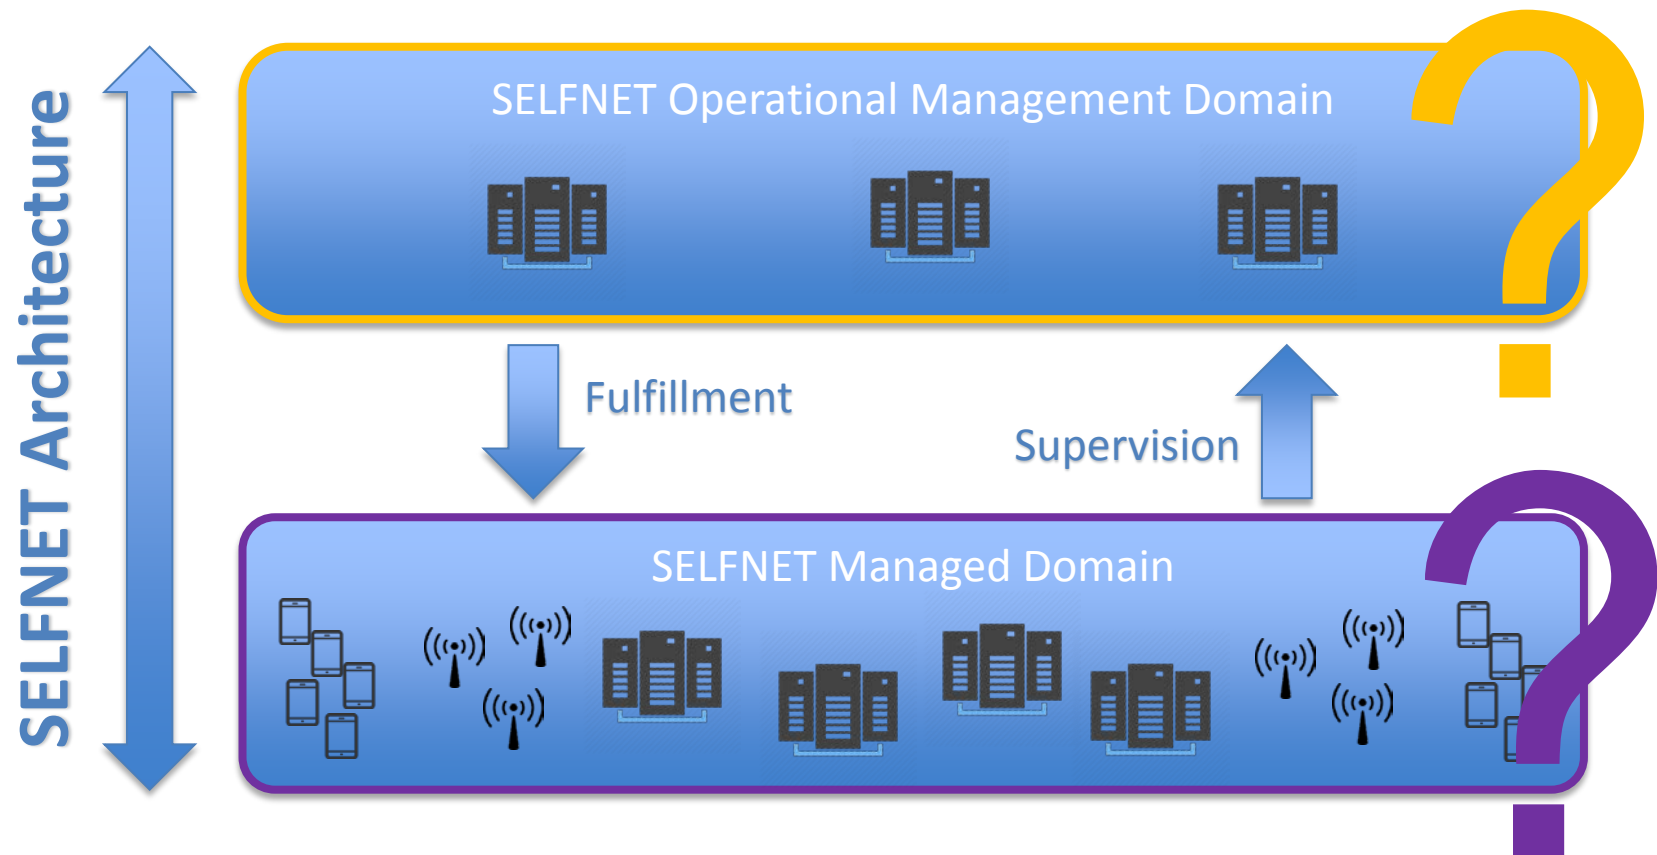 SELFNET Architecture
SELFNET Operational Management Domain
Fulfillment
Supervision
SELFNET Managed Domain
?
?